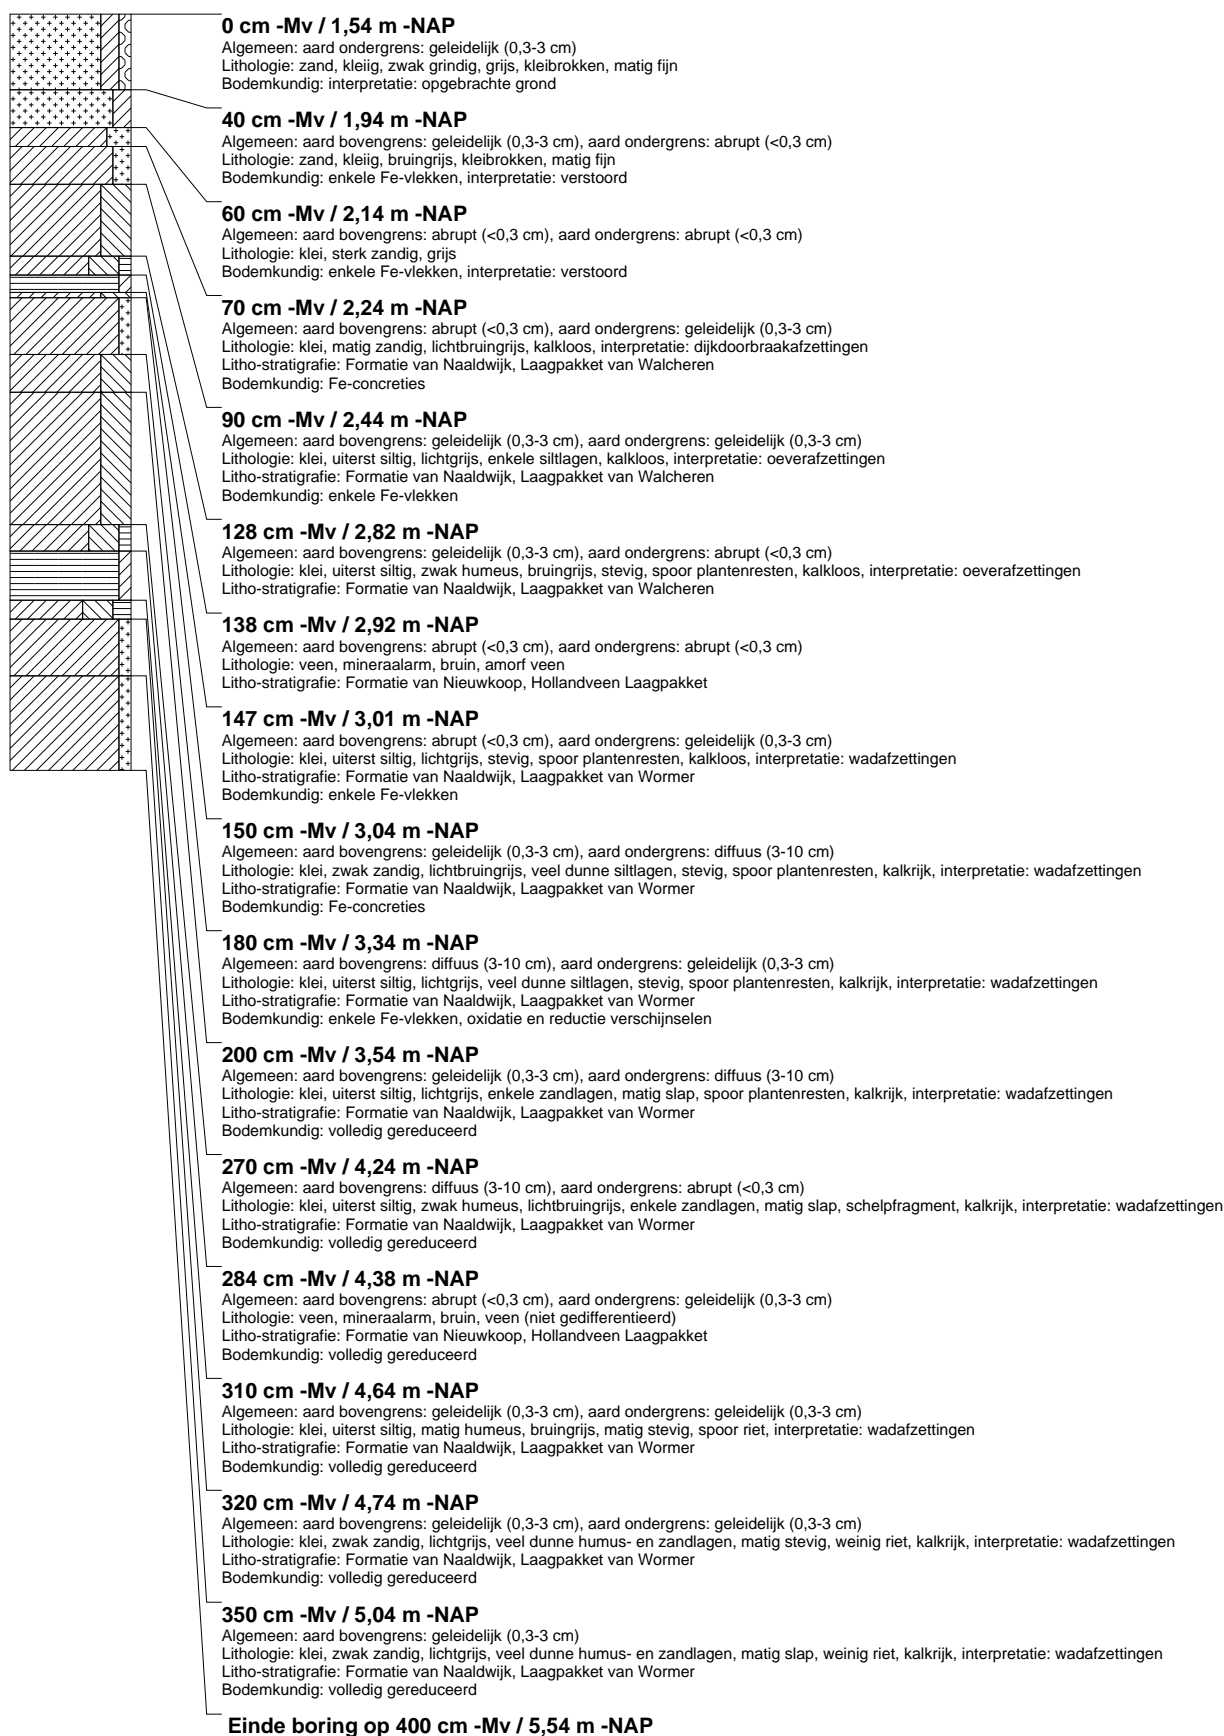 0 cm -Mv / 1,54 m -NAP
Algemeen: aard ondergrens: geleidelijk (0,3-3 cm)
Lithologie: zand, kleiig, zwak grindig, grijs, kleibrokken, matig fijn
Bodemkundig: interpretatie: opgebrachte grond
40 cm -Mv / 1,94 m -NAP
Algemeen: aard bovengrens: geleidelijk (0,3-3 cm), aard ondergrens: abrupt (<0,3 cm)
Lithologie: zand, kleiig, bruingrijs, kleibrokken, matig fijn
Bodemkundig: enkele Fe-vlekken, interpretatie: verstoord
60 cm -Mv / 2,14 m -NAP
Algemeen: aard bovengrens: abrupt (<0,3 cm), aard ondergrens: abrupt (<0,3 cm)
Lithologie: klei, sterk zandig, grijs
Bodemkundig: enkele Fe-vlekken, interpretatie: verstoord
70 cm -Mv / 2,24 m -NAP
Algemeen: aard bovengrens: abrupt (<0,3 cm), aard ondergrens: geleidelijk (0,3-3 cm)
Lithologie: klei, matig zandig, lichtbruingrijs, kalkloos, interpretatie: dijkdoorbraakafzettingen
Litho-stratigrafie: Formatie van Naaldwijk, Laagpakket van Walcheren
Bodemkundig: Fe-concreties
90 cm -Mv / 2,44 m -NAP
Algemeen: aard bovengrens: geleidelijk (0,3-3 cm), aard ondergrens: geleidelijk (0,3-3 cm)
Lithologie: klei, uiterst siltig, lichtgrijs, enkele siltlagen, kalkloos, interpretatie: oeverafzettingen
Litho-stratigrafie: Formatie van Naaldwijk, Laagpakket van Walcheren
Bodemkundig: enkele Fe-vlekken
128 cm -Mv / 2,82 m -NAP
Algemeen: aard bovengrens: geleidelijk (0,3-3 cm), aard ondergrens: abrupt (<0,3 cm)
Lithologie: klei, uiterst siltig, zwak humeus, bruingrijs, stevig, spoor plantenresten, kalkloos, interpretatie: oeverafzettingen
Litho-stratigrafie: Formatie van Naaldwijk, Laagpakket van Walcheren
138 cm -Mv / 2,92 m -NAP
Algemeen: aard bovengrens: abrupt (<0,3 cm), aard ondergrens: abrupt (<0,3 cm)
Lithologie: veen, mineraalarm, bruin, amorf veen
Litho-stratigrafie: Formatie van Nieuwkoop, Hollandveen Laagpakket
147 cm -Mv / 3,01 m -NAP
Algemeen: aard bovengrens: abrupt (<0,3 cm), aard ondergrens: geleidelijk (0,3-3 cm)
Lithologie: klei, uiterst siltig, lichtgrijs, stevig, spoor plantenresten, kalkloos, interpretatie: wadafzettingen
Litho-stratigrafie: Formatie van Naaldwijk, Laagpakket van Wormer
Bodemkundig: enkele Fe-vlekken
150 cm -Mv / 3,04 m -NAP
Algemeen: aard bovengrens: geleidelijk (0,3-3 cm), aard ondergrens: diffuus (3-10 cm)
Lithologie: klei, zwak zandig, lichtbruingrijs, veel dunne siltlagen, stevig, spoor plantenresten, kalkrijk, interpretatie: wadafzettingen
Litho-stratigrafie: Formatie van Naaldwijk, Laagpakket van Wormer
Bodemkundig: Fe-concreties
180 cm -Mv / 3,34 m -NAP
Algemeen: aard bovengrens: diffuus (3-10 cm), aard ondergrens: geleidelijk (0,3-3 cm)
Lithologie: klei, uiterst siltig, lichtgrijs, veel dunne siltlagen, stevig, spoor plantenresten, kalkrijk, interpretatie: wadafzettingen
Litho-stratigrafie: Formatie van Naaldwijk, Laagpakket van Wormer
Bodemkundig: enkele Fe-vlekken, oxidatie en reductie verschijnselen
200 cm -Mv / 3,54 m -NAP
Algemeen: aard bovengrens: geleidelijk (0,3-3 cm), aard ondergrens: diffuus (3-10 cm)
Lithologie: klei, uiterst siltig, lichtgrijs, enkele zandlagen, matig slap, spoor plantenresten, kalkrijk, interpretatie: wadafzettingen
Litho-stratigrafie: Formatie van Naaldwijk, Laagpakket van Wormer
Bodemkundig: volledig gereduceerd
270 cm -Mv / 4,24 m -NAP
Algemeen: aard bovengrens: diffuus (3-10 cm), aard ondergrens: abrupt (<0,3 cm)
Lithologie: klei, uiterst siltig, zwak humeus, lichtbruingrijs, enkele zandlagen, matig slap, schelpfragment, kalkrijk, interpretatie: wadafzettingen
Litho-stratigrafie: Formatie van Naaldwijk, Laagpakket van Wormer
Bodemkundig: volledig gereduceerd
284 cm -Mv / 4,38 m -NAP
Algemeen: aard bovengrens: abrupt (<0,3 cm), aard ondergrens: geleidelijk (0,3-3 cm)
Lithologie: veen, mineraalarm, bruin, veen (niet gedifferentieerd)
Litho-stratigrafie: Formatie van Nieuwkoop, Hollandveen Laagpakket
Bodemkundig: volledig gereduceerd
310 cm -Mv / 4,64 m -NAP
Algemeen: aard bovengrens: geleidelijk (0,3-3 cm), aard ondergrens: geleidelijk (0,3-3 cm)
Lithologie: klei, uiterst siltig, matig humeus, bruingrijs, matig stevig, spoor riet, interpretatie: wadafzettingen
Litho-stratigrafie: Formatie van Naaldwijk, Laagpakket van Wormer
Bodemkundig: volledig gereduceerd
320 cm -Mv / 4,74 m -NAP
Algemeen: aard bovengrens: geleidelijk (0,3-3 cm), aard ondergrens: geleidelijk (0,3-3 cm)
Lithologie: klei, zwak zandig, lichtgrijs, veel dunne humus- en zandlagen, matig stevig, weinig riet, kalkrijk, interpretatie: wadafzettingen
Litho-stratigrafie: Formatie van Naaldwijk, Laagpakket van Wormer
Bodemkundig: volledig gereduceerd
350 cm -Mv / 5,04 m -NAP
Algemeen: aard bovengrens: geleidelijk (0,3-3 cm)
Lithologie: klei, zwak zandig, lichtgrijs, veel dunne humus- en zandlagen, matig slap, weinig riet, kalkrijk, interpretatie: wadafzettingen
Litho-stratigrafie: Formatie van Naaldwijk, Laagpakket van Wormer
Bodemkundig: volledig gereduceerd
Einde boring op 400 cm -Mv / 5,54 m -NAP